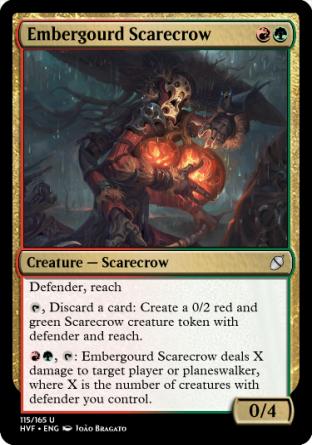 Embergourd Scarecrow
Creature — Scarecrow
Defender, reach
, Discard a card: Create a 0/2 red and
green Scarecrow creature token with
defender and reach.
, : Embergourd Scarecrow deals X
damage to target player or planeswalker,
where X is the number of creatures with
defender you control.
0/4
115/165 U
HVF • ENG João Bragato